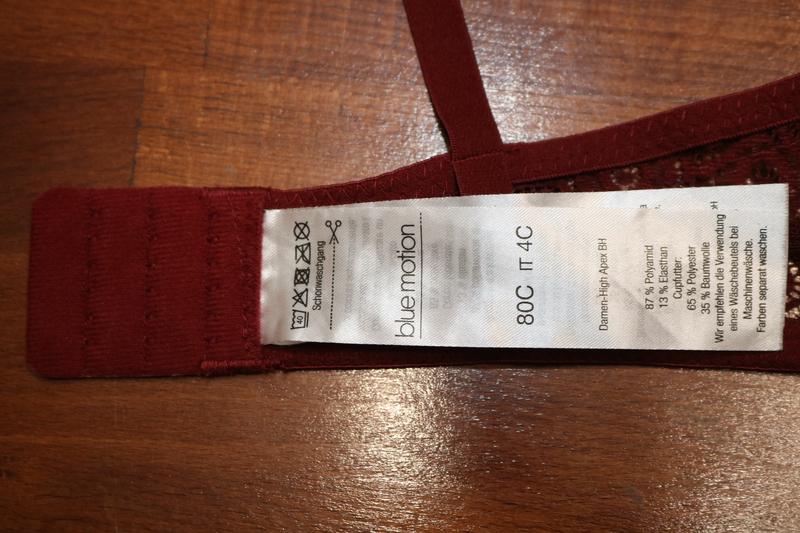 40
Schonwaschgang
blue motion
80C IT 4C
Damen-High Apex BH
87 % Polyamid
13 % Elasthan
Cupfutter:
65 % Polyester
35 % Baumwolle
Wir empfehlen die Verwendung
eines Wäschebeutels bei
Maschinenwäsche.
Farben separat waschen.